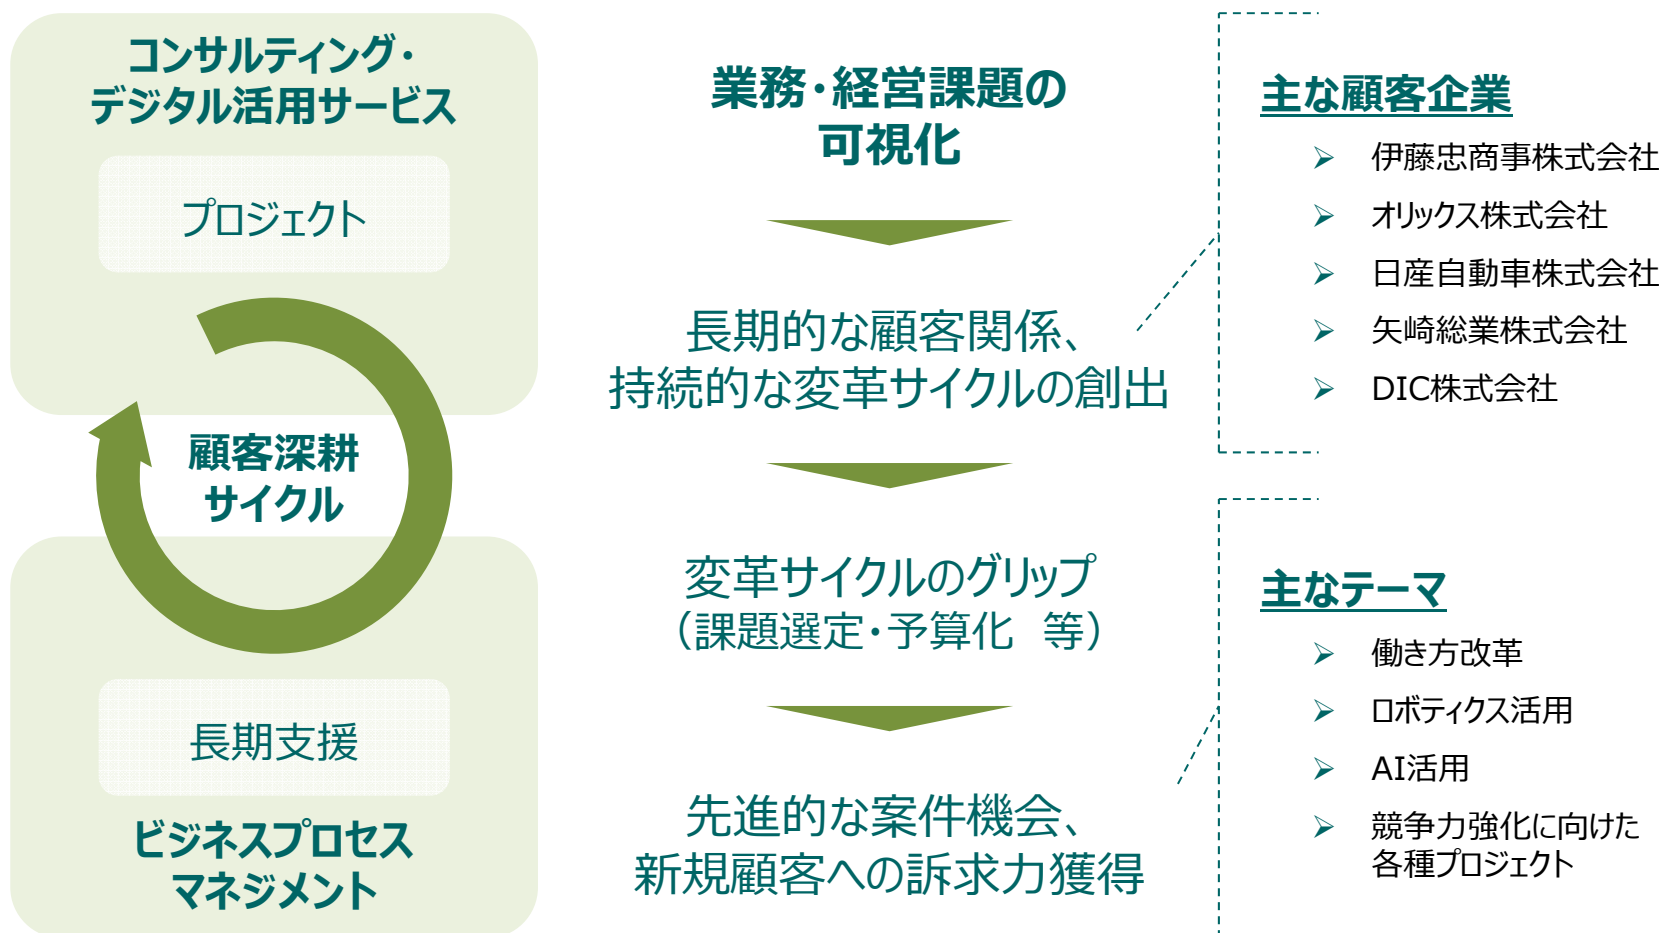 コンサルティング・
デジタル活用サービス
プロジェクト
顧客深耕
サイクル
長期支援
ビジネスプロセス
マネジメント
業務・経営課題の
可視化
長期的な顧客関係、
持続的な変革サイクルの創出
変革サイクルのグリップ
（課題選定・予算化　等）
先進的な案件機会、
新規顧客への訴求力獲得
主な顧客企業
➢ 伊藤忠商事株式会社
➢ オリックス株式会社
➢ 日産自動車株式会社
➢ 矢崎総業株式会社
➢ DIC株式会社
主なテーマ
➢ 働き方改革
➢ ロボティクス活用
➢ AI活用
➢ 競争力強化に向けた
各種プロジェクト